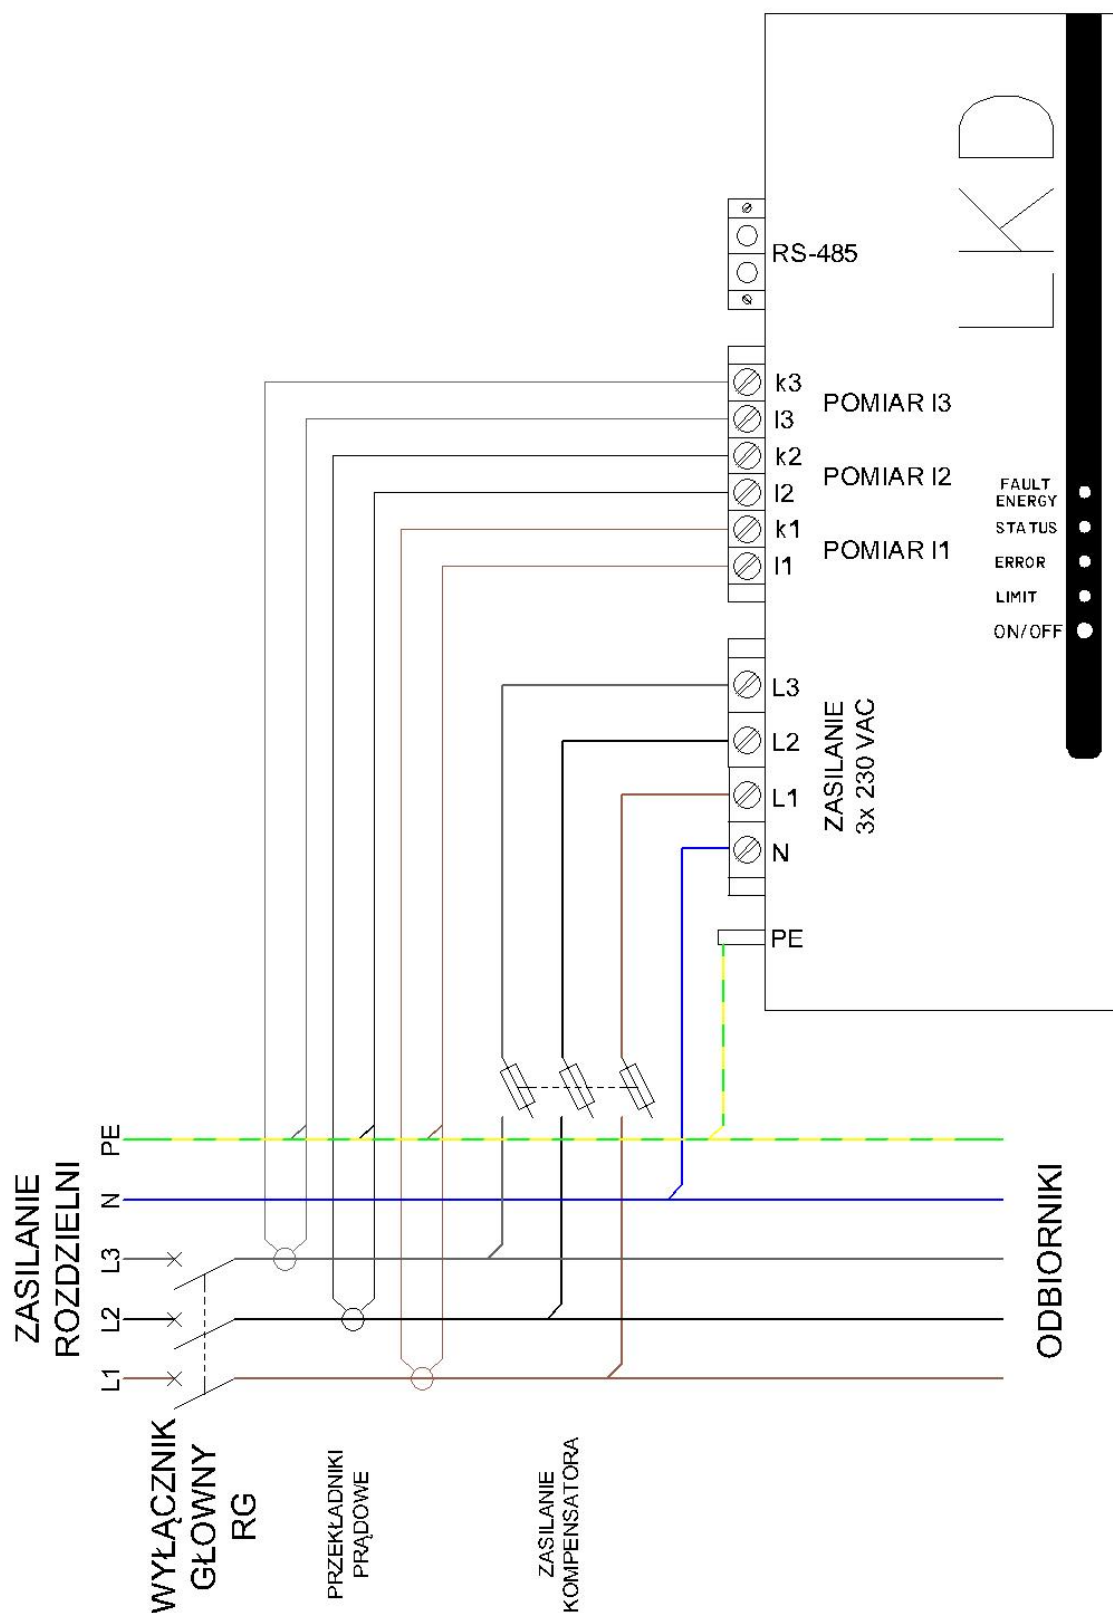 LKD
RS-485
k3
l3
POMIAR I3
k2
l2
POMIAR I2
k1
l1
POMIAR I1
FAULT
ENERGY
STATUS
ERROR
LIMIT
ON/OFF
L3
L2
L1
N
ZASILANIE
3x 230 VAC
PE
ZASILANIE
ROZDZIELNI
PE
N
L3
L2
L1
ODBIORNIKI
WYŁĄCZNIK
GŁOWNY
RG
PRZEKŁADNIKI
PRĄDOWE
ZASILANIE
KOMPENSATORA